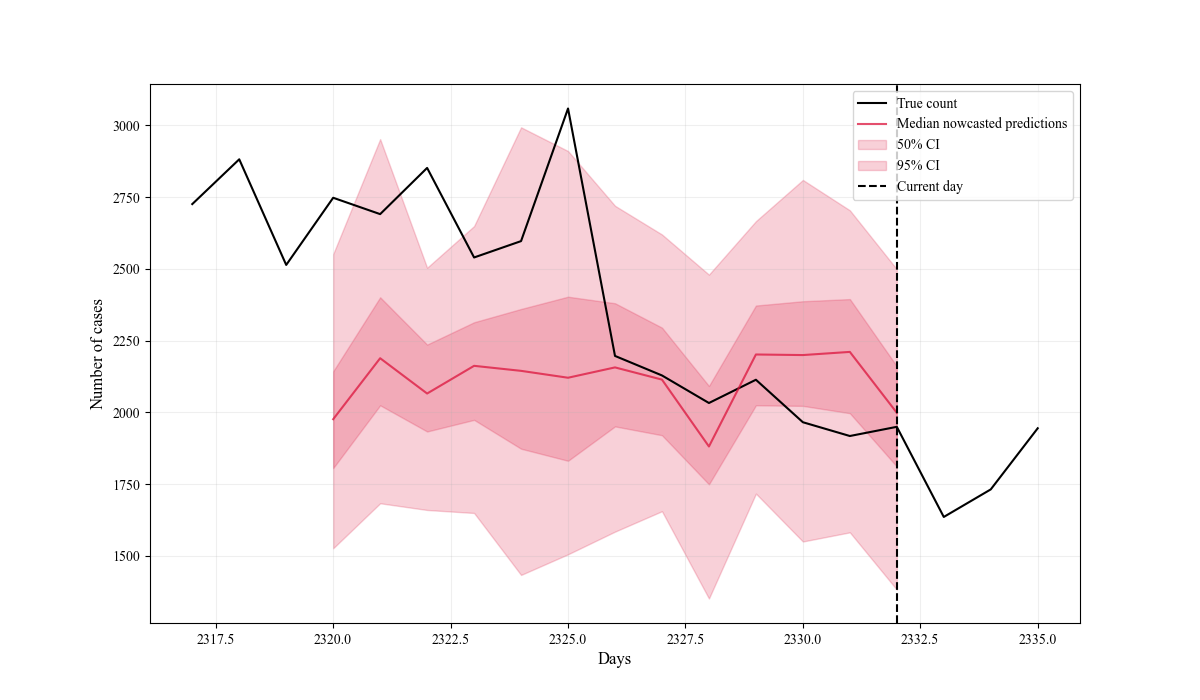 True count
Median nowcasted predictions
50% CI
95% CI
Current day
3000
2750
2500
2250
2000
1750
1500
Number of cases
2317.5 2320.0 2322.5 2325.0 2327.5 2330.0 2332.5 2335.0
Days